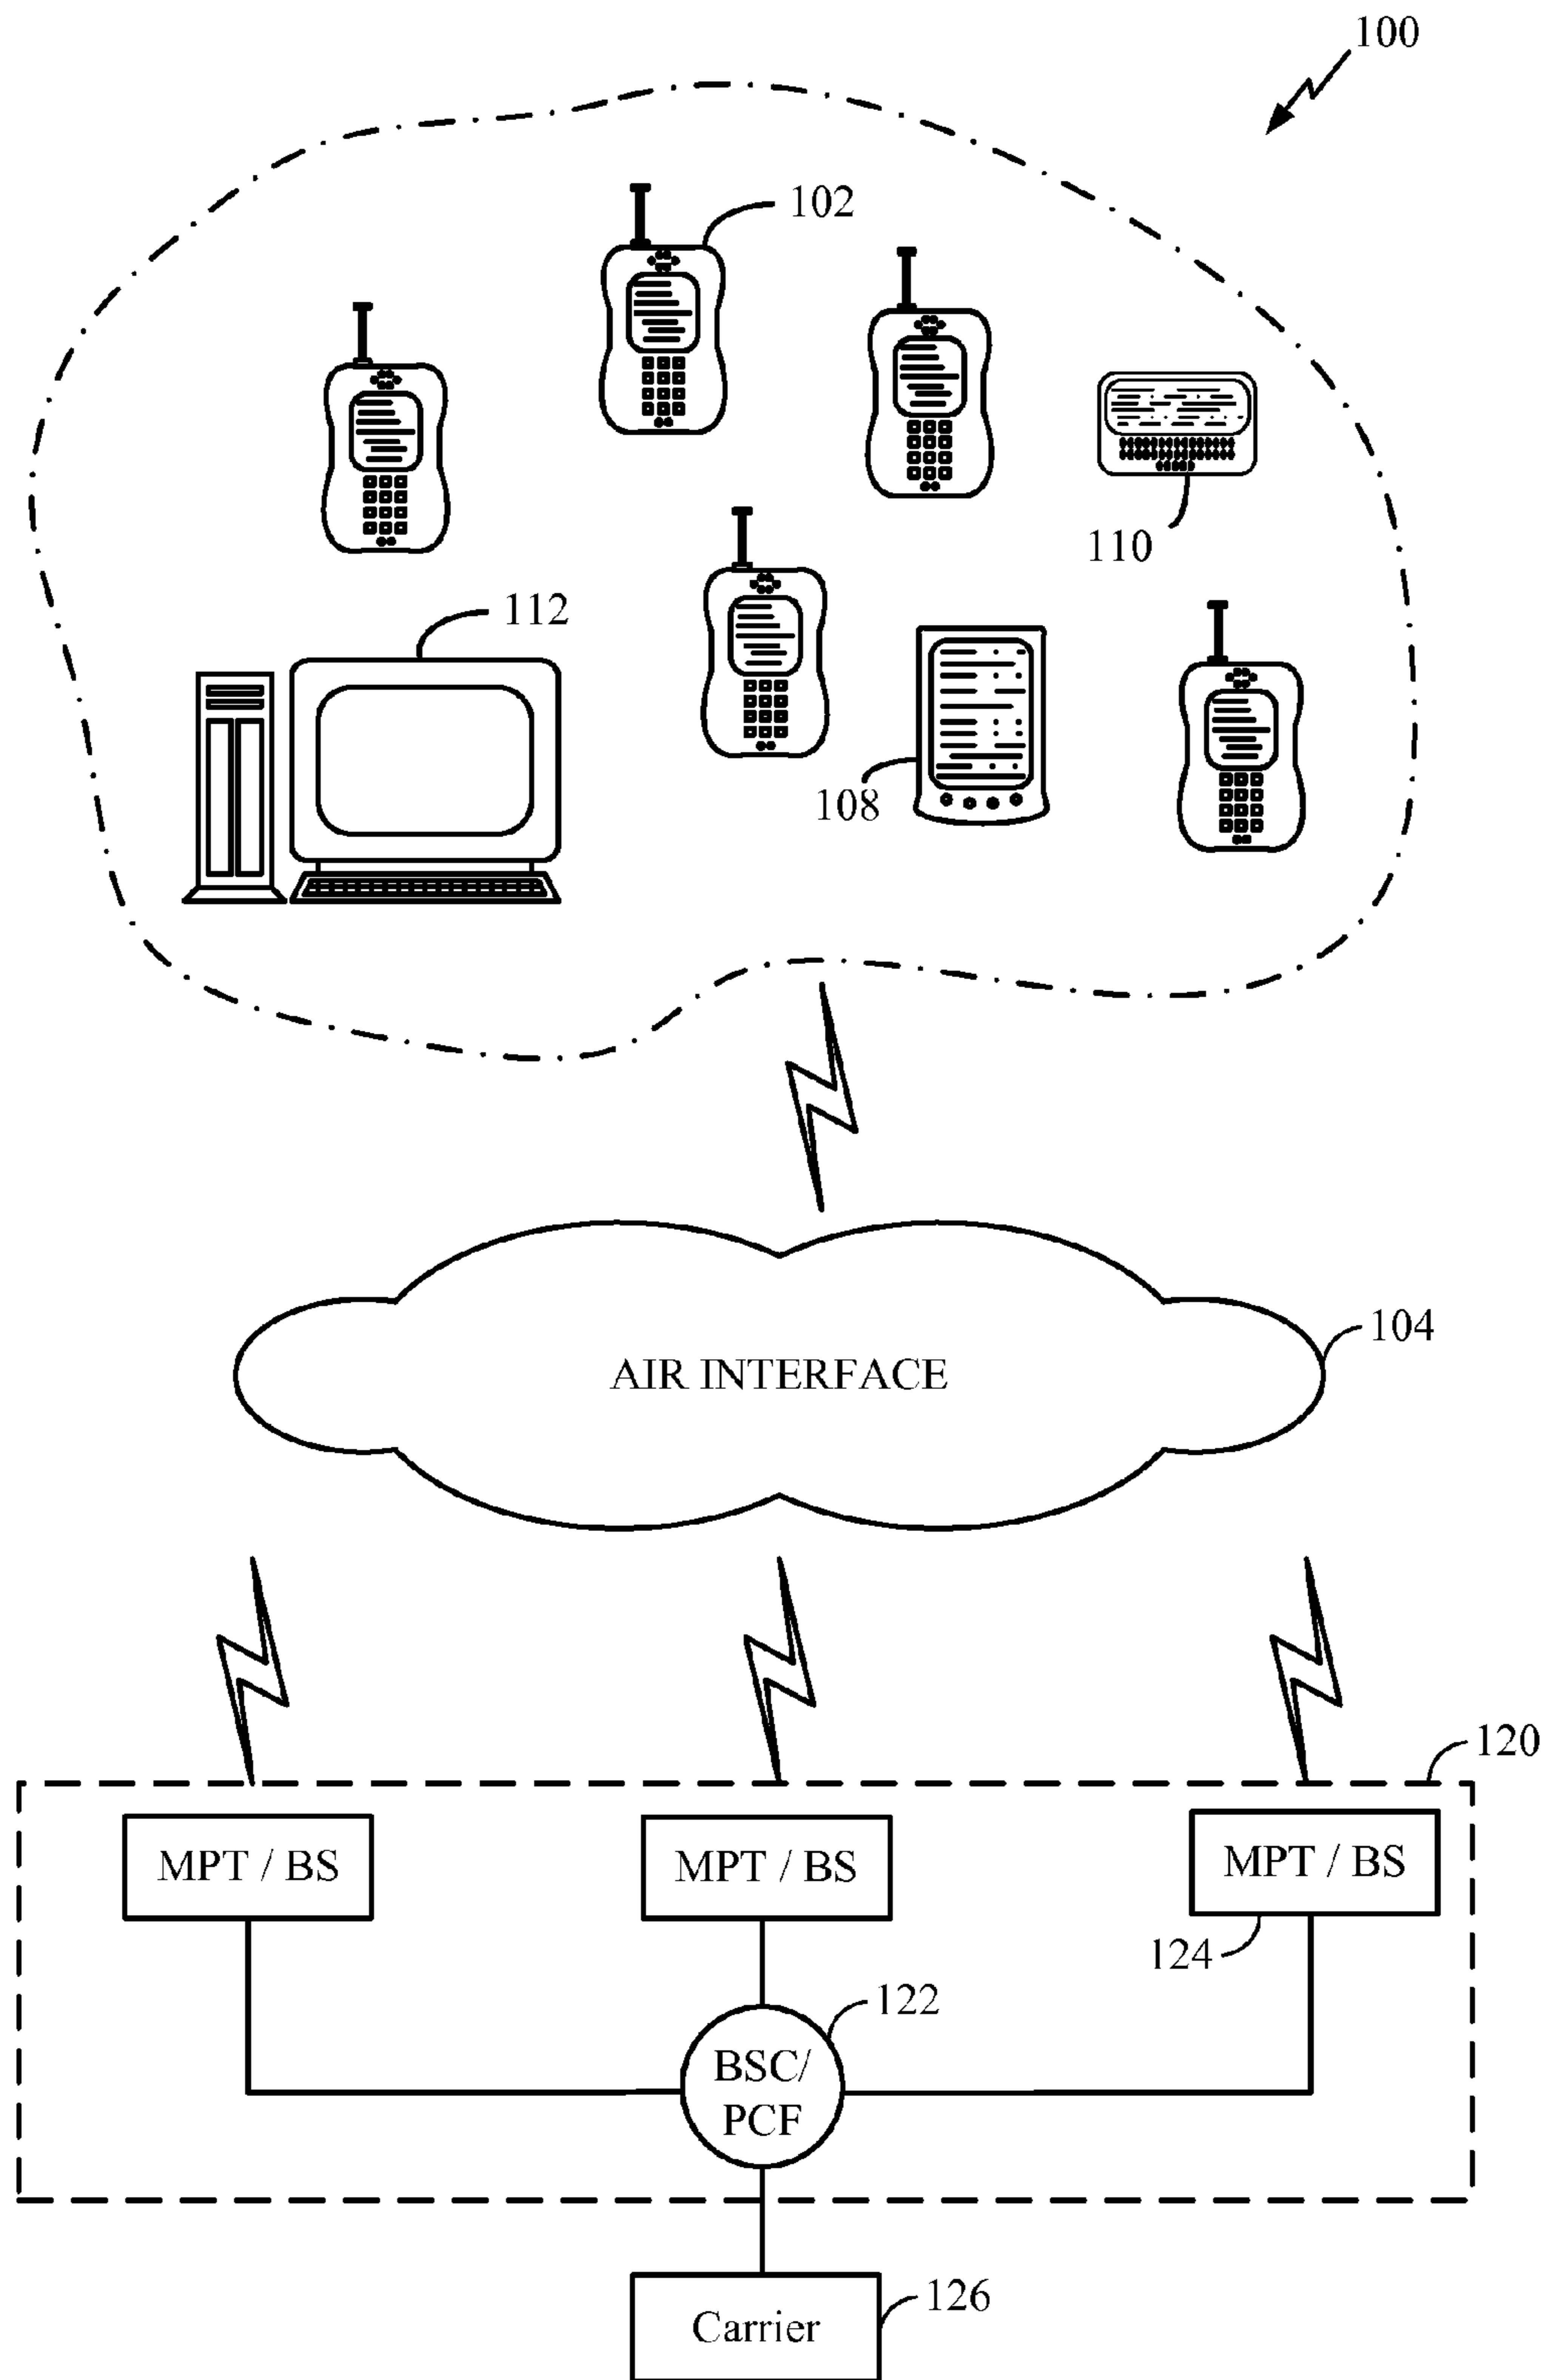 100
102
110
112
108
104
AIR INTERFACE
120
MPT / BS
MPT / BS
MPT / BS
124
122
BSC/
PCF
126
Carrier